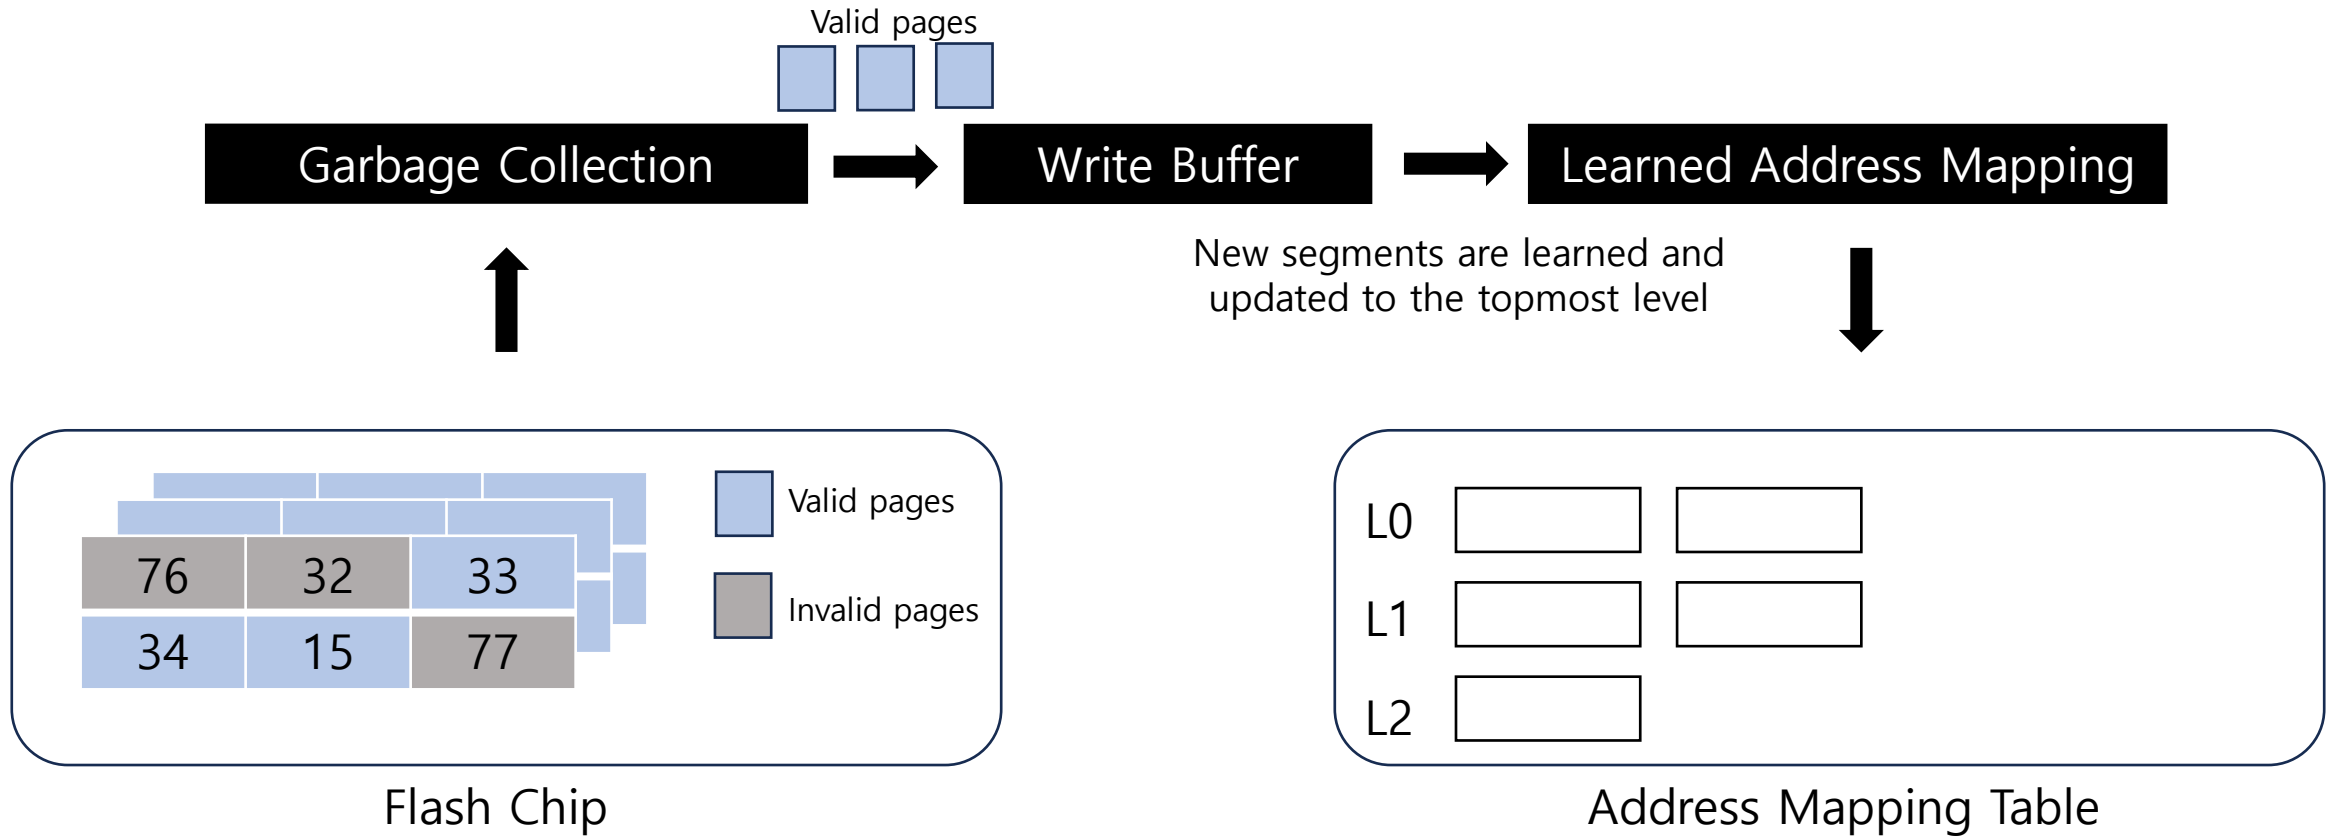 Valid pages
Garbage Collection
Write Buffer
Learned Address Mapping
New segments are learned and
updated to the topmost level
76 32 33
34 15 77
Valid pages
Invalid pages
Flash Chip
L0
L1
L2
Address Mapping Table